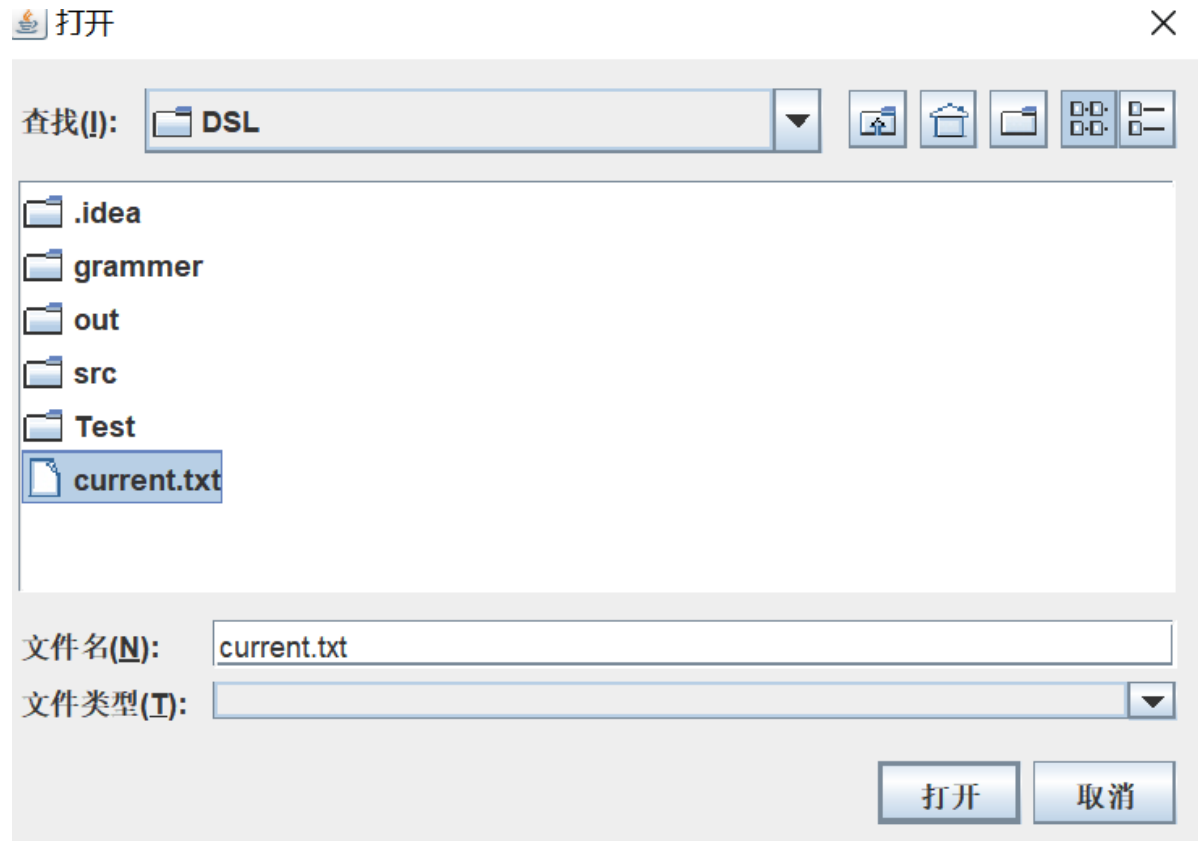 打开
查找(I): DSL
.idea
grammer
out
src
Test
current.txt
文件名(N): current.txt
文件类型(T):
打开 取消